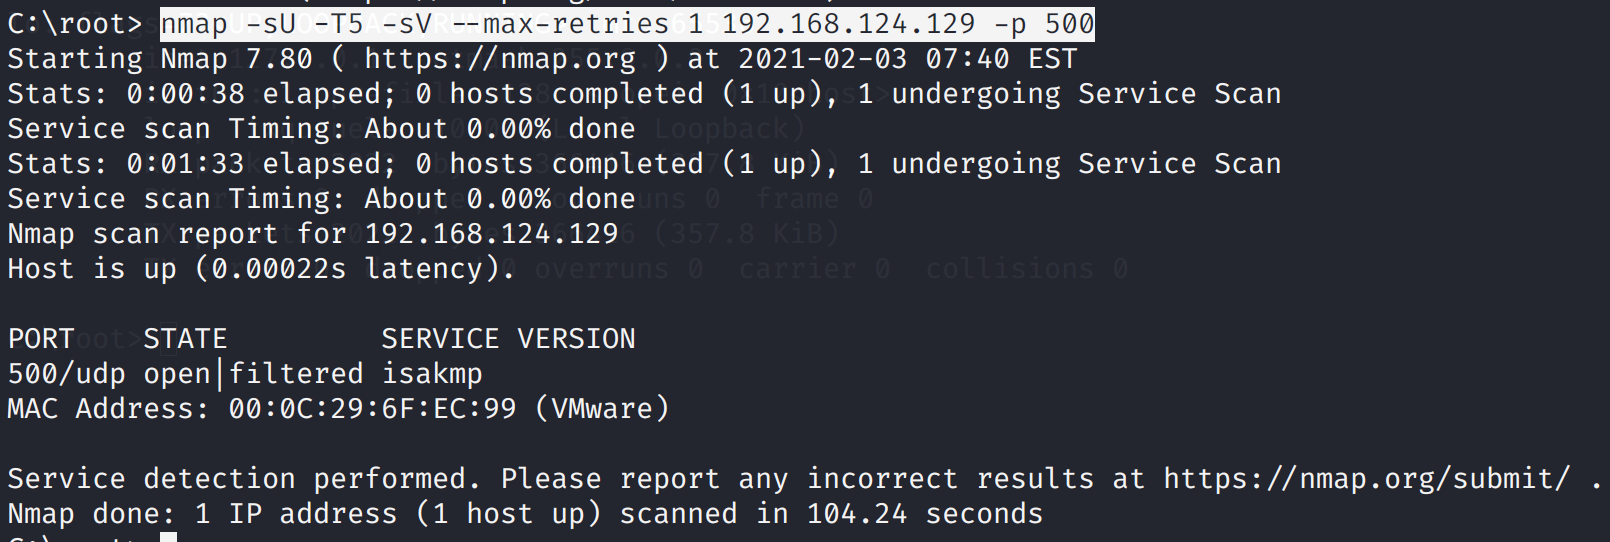 C:\root> nmap -sU -T5 -sV --max-retries 1 192.168.124.129 -p 500
Starting Nmap 7.80 ( https://nmap.org ) at 2021-02-03 07:40 EST
Stats: 0:00:38 elapsed; 0 hosts completed (1 up), 1 undergoing Service Scan
Service scan Timing: About 0.00% done
Stats: 0:01:33 elapsed; 0 hosts completed (1 up), 1 undergoing Service Scan
Service scan Timing: About 0.00% done
Nmap scan report for 192.168.124.129
Host is up (0.00022s latency).
PORT    STATE         SERVICE VERSION
500/udp open|filtered isakmp
MAC Address: 00:0C:29:6F:EC:99 (VMware)
Service detection performed. Please report any incorrect results at https://nmap.org/submit/ .
Nmap done: 1 IP address (1 host up) scanned in 104.24 seconds